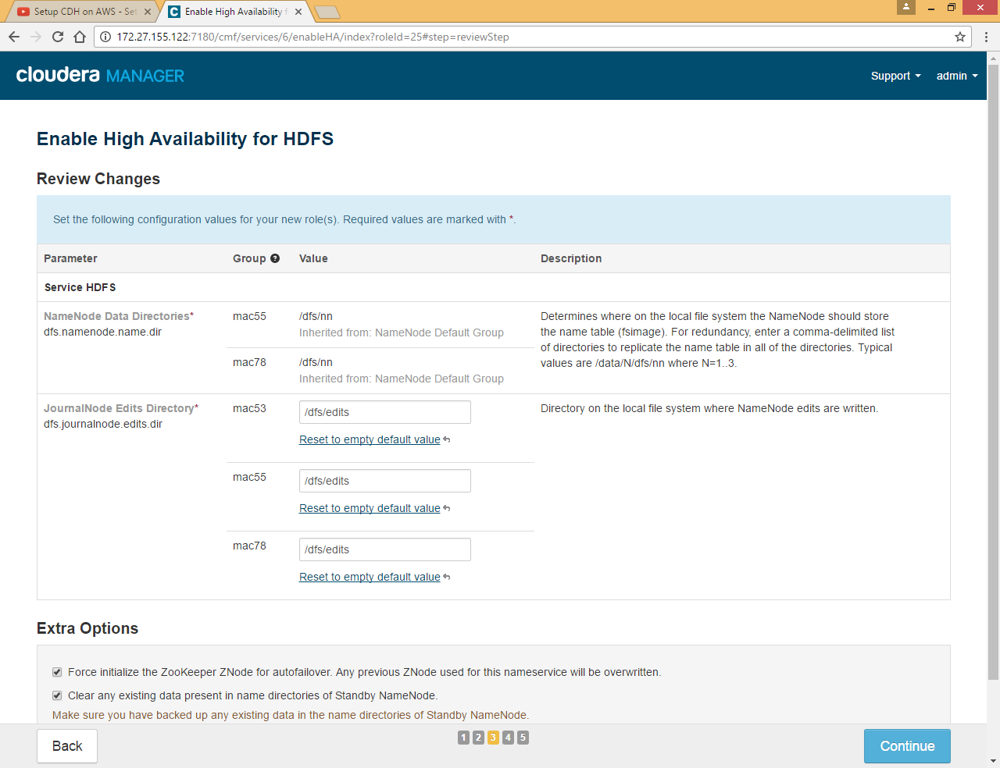 Setup CDH on AWS - Set
Enable High Availability f
172.27.155.122:7180/cmf/services/6/enableHA/index?roleId=25#step=reviewStep
cloudera MANAGER
Support
admin
Enable High Availability for HDFS
Review Changes
Set the following configuration values for your new role(s). Required values are marked with *.
Parameter Group ? Value Description
Service HDFS
NameNode Data Directories*
dfs.namenode.name.dir
mac55
/dfs/nn
Inherited from: NameNode Default Group
mac78
/dfs/nn
Inherited from: NameNode Default Group
Determines where on the local file system the NameNode should store
the name table (fsimage). For redundancy, enter a comma-delimited list
of directories to replicate the name table in all of the directories. Typical
values are /data/N/dfs/nn where N=1..3.
JournalNode Edits Directory*
dfs.journalnode.edits.dir
mac53
/dfs/edits
Reset to empty default value
mac55
/dfs/edits
Reset to empty default value
mac78
/dfs/edits
Reset to empty default value
Directory on the local file system where NameNode edits are written.
Extra Options
Force initialize the ZooKeeper ZNode for autofailover. Any previous ZNode used for this nameservice will be overwritten.
Clear any existing data present in name directories of Standby NameNode.
Make sure you have backed up any existing data in the name directories of Standby NameNode.
Back
1 2 3 4 5
Continue